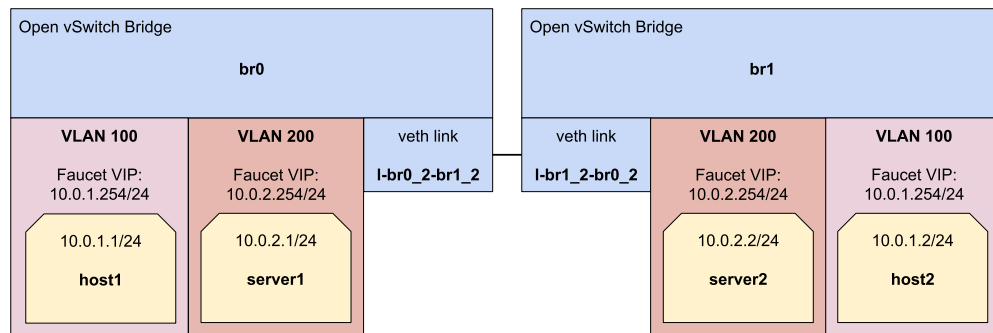 Open vSwitch Bridge
br0
VLAN 100
Faucet VIP:
10.0.1.254/24
10.0.1.1/24
host1
VLAN 200
Faucet VIP:
10.0.2.254/24
10.0.2.1/24
server1
veth link
l-br0_2-br1_2
Open vSwitch Bridge
br1
veth link
l-br1_2-br0_2
VLAN 200
Faucet VIP:
10.0.2.254/24
10.0.2.2/24
server2
VLAN 100
Faucet VIP:
10.0.1.254/24
10.0.1.2/24
host2